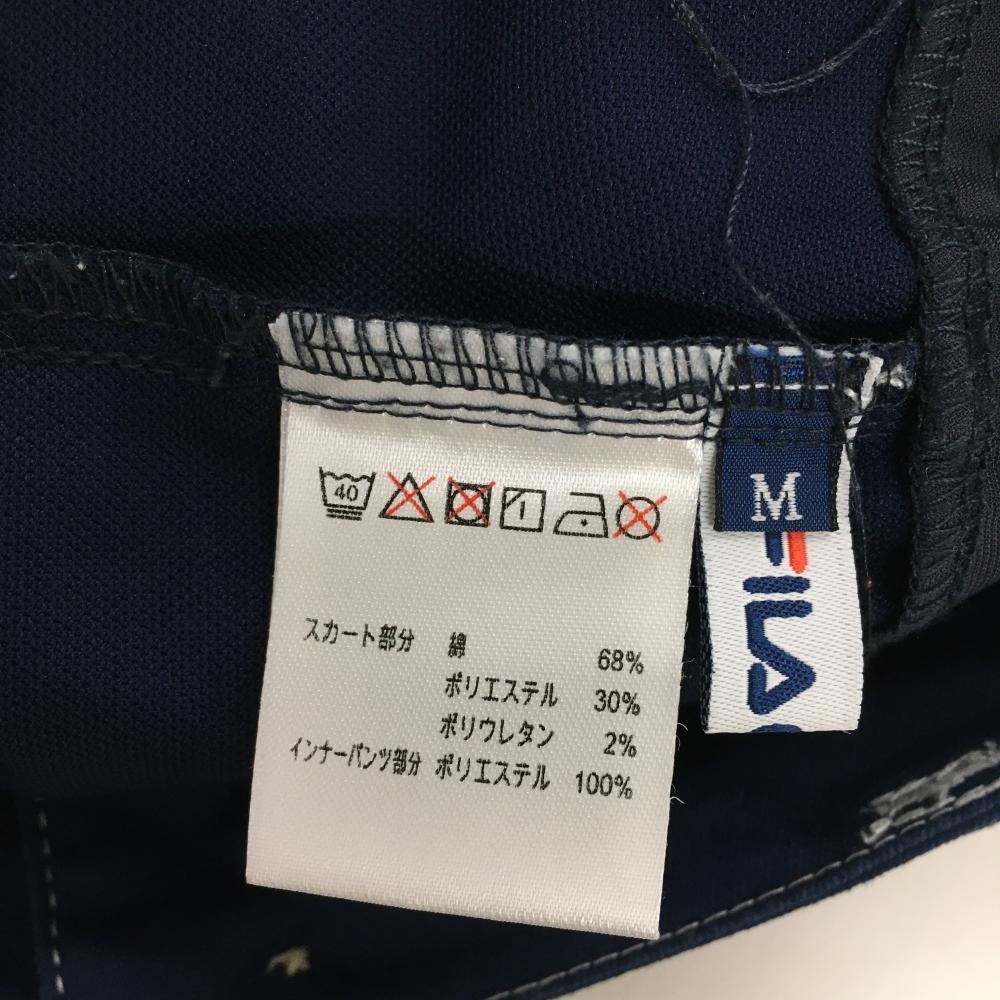 40
スカート部分 綿 68%
ポリエステル 30%
ポリウレタン 2%
インナーパンツ部分 ポリエステル 100%
M
FILA